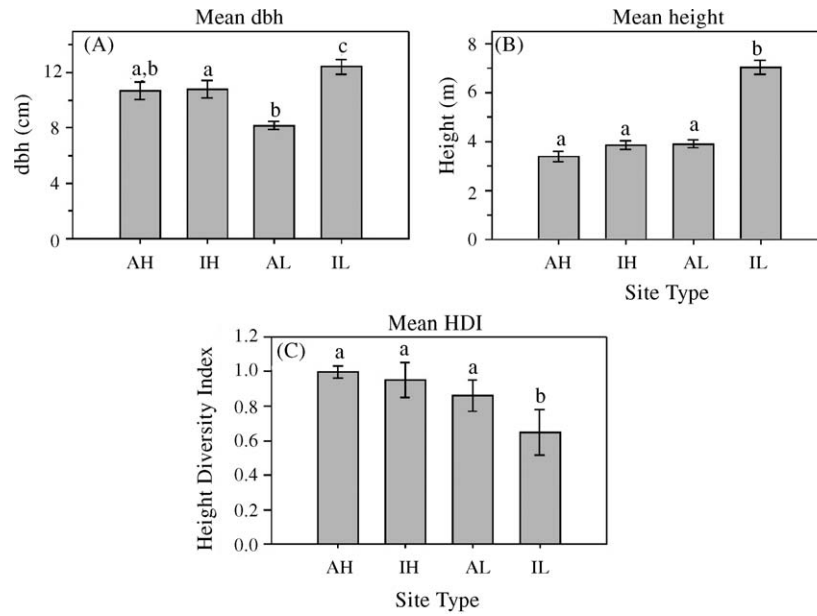 Mean dbh
(A)
dbh (cm)
12
8
4
0
a,b
a
b
c
AH IH AL IL
Mean height
(B)
Height (m)
8
6
4
2
0
a
a
a
b
AH IH AL IL
Site Type
Mean HDI
(C)
Height Diversity Index
1.2
1.0
0.8
0.6
0.4
0.2
0.0
a
a
a
b
AH IH AL IL
Site Type